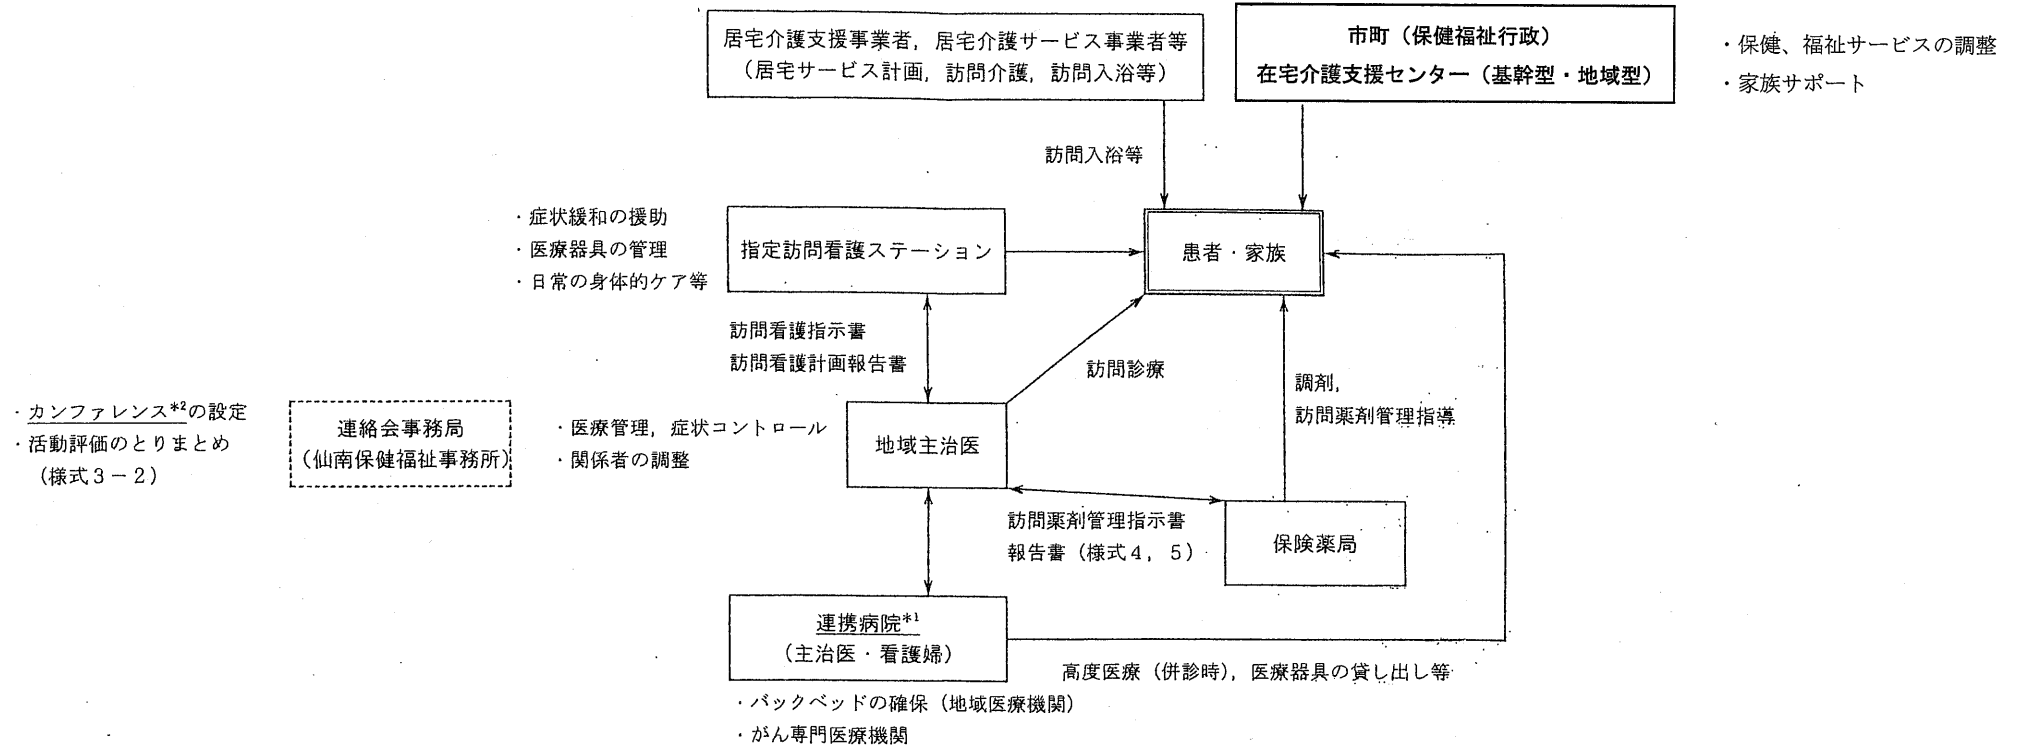 居宅介護支援事業者，居宅介護サービス事業者等
（居宅サービス計画，訪問介護，訪問入浴等）
市町（保健福祉行政）
在宅介護支援センター（基幹型・地域型）
・保健、福祉サービスの調整
・家族サポート
訪問入浴等
・症状緩和の援助
・医療器具の管理
・日常の身体的ケア等
指定訪問看護ステーション
患者・家族
訪問看護指示書
訪問看護計画報告書
訪問診療
調剤，
訪問薬剤管理指導
・カンファレンス*2の設定
・活動評価のとりまとめ
（様式３－２）
連絡会事務局
（仙南保健福祉事務所）
・医療管理，症状コントロール
・関係者の調整
地域主治医
訪問薬剤管理指示書
報告書（様式４，５）
保険薬局
連携病院*1
（主治医・看護婦）
高度医療（併診時），医療器具の貸し出し等
・バックベッドの確保（地域医療機関）
・がん専門医療機関